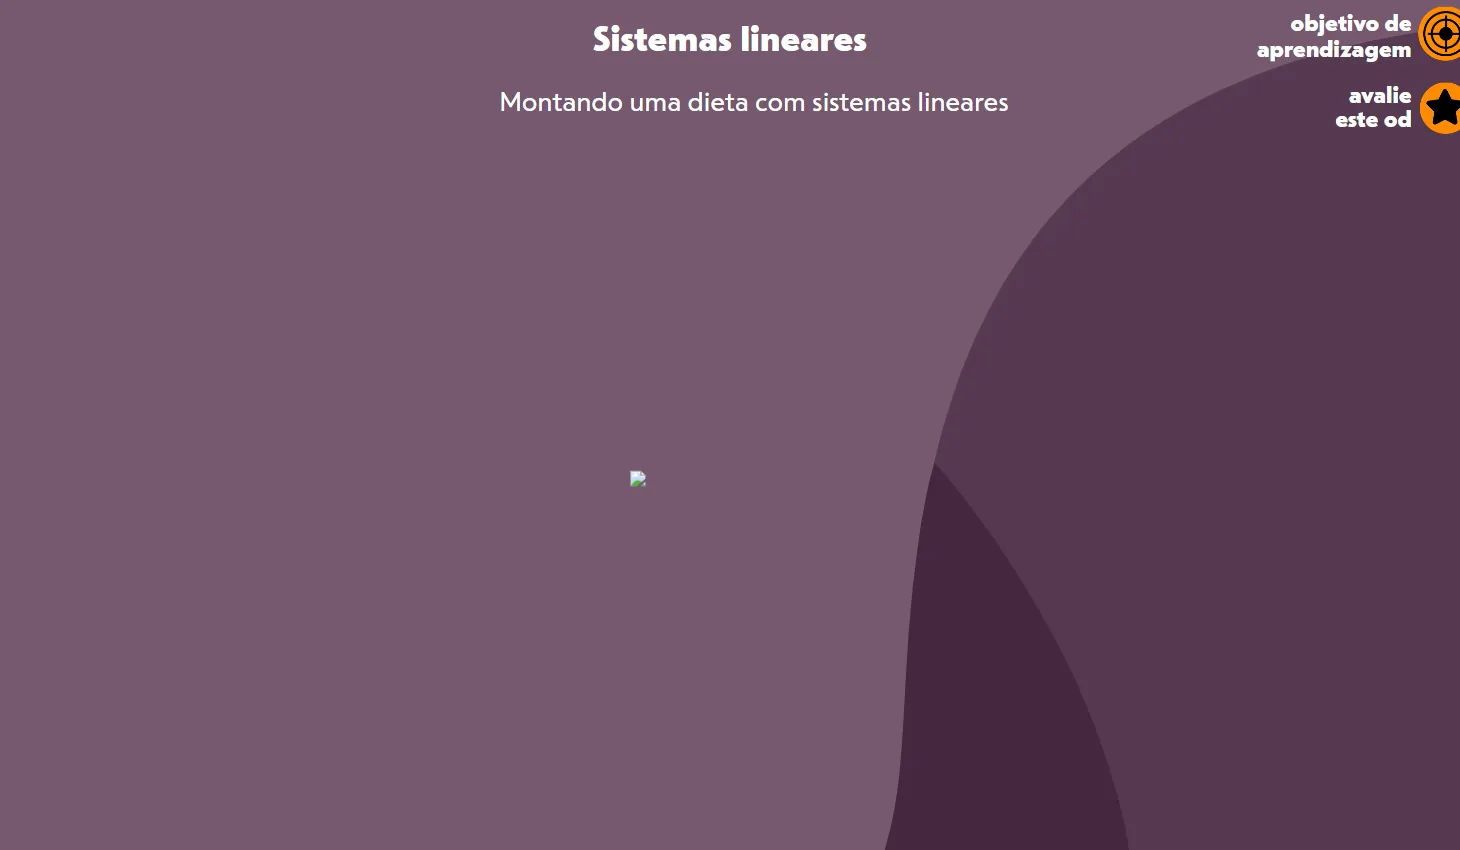 Sistemas lineares
Montando uma dieta com sistemas lineares
objetivo de
aprendizagem
avalie
este od